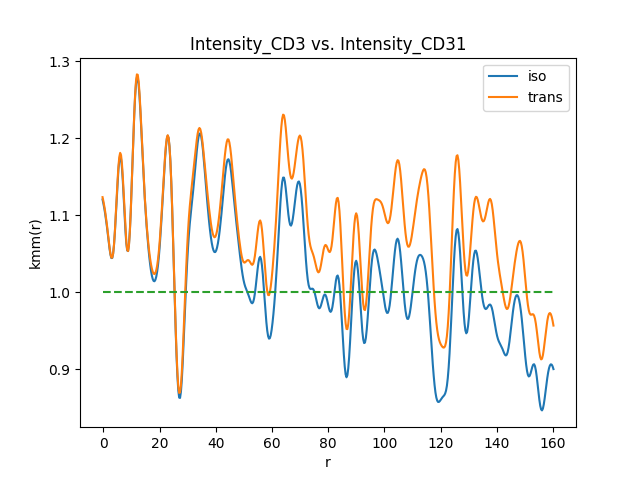 Intensity_CD3 vs. Intensity_CD31
iso
trans
kmm(r)
1.3
1.2
1.1
1.0
0.9
0 20 40 60 80 100 120 140 160
r